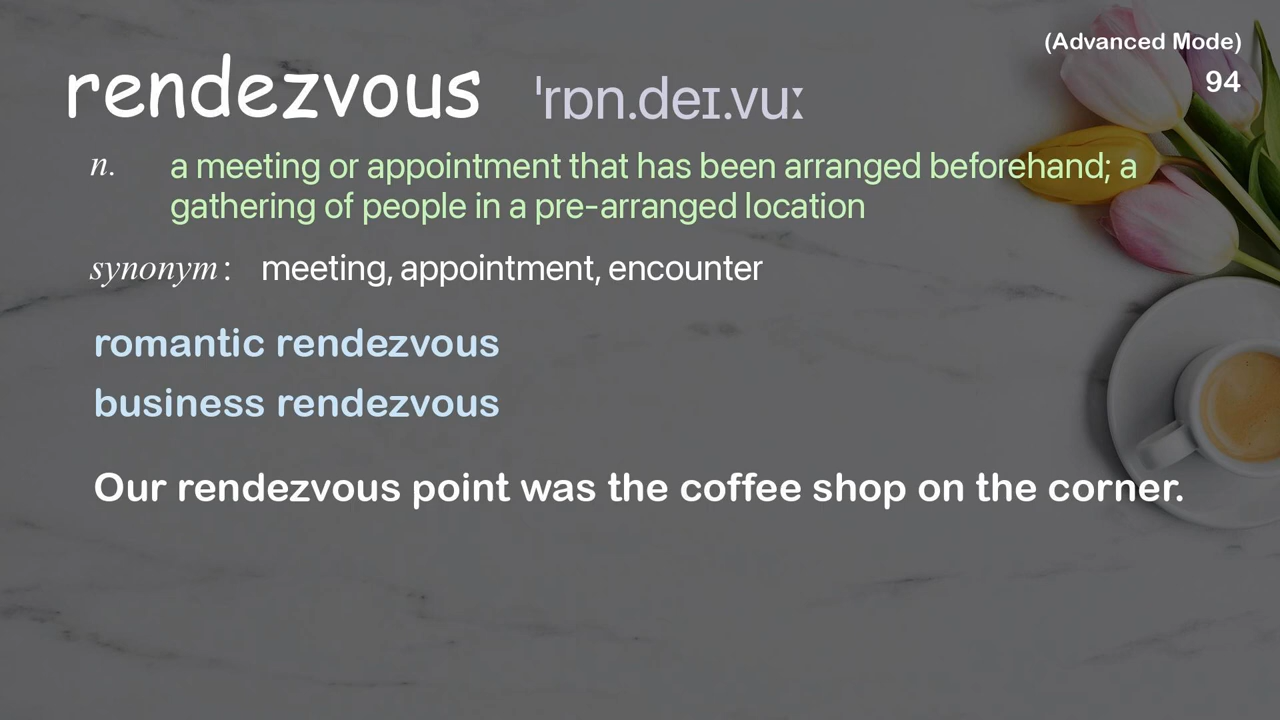 (Advanced Mode)
94
rendezvous ˈrɒn.deɪ.vuː
n. a meeting or appointment that has been arranged beforehand; a
gathering of people in a pre-arranged location
synonym: meeting, appointment, encounter
romantic rendezvous
business rendezvous
Our rendezvous point was the coffee shop on the corner.